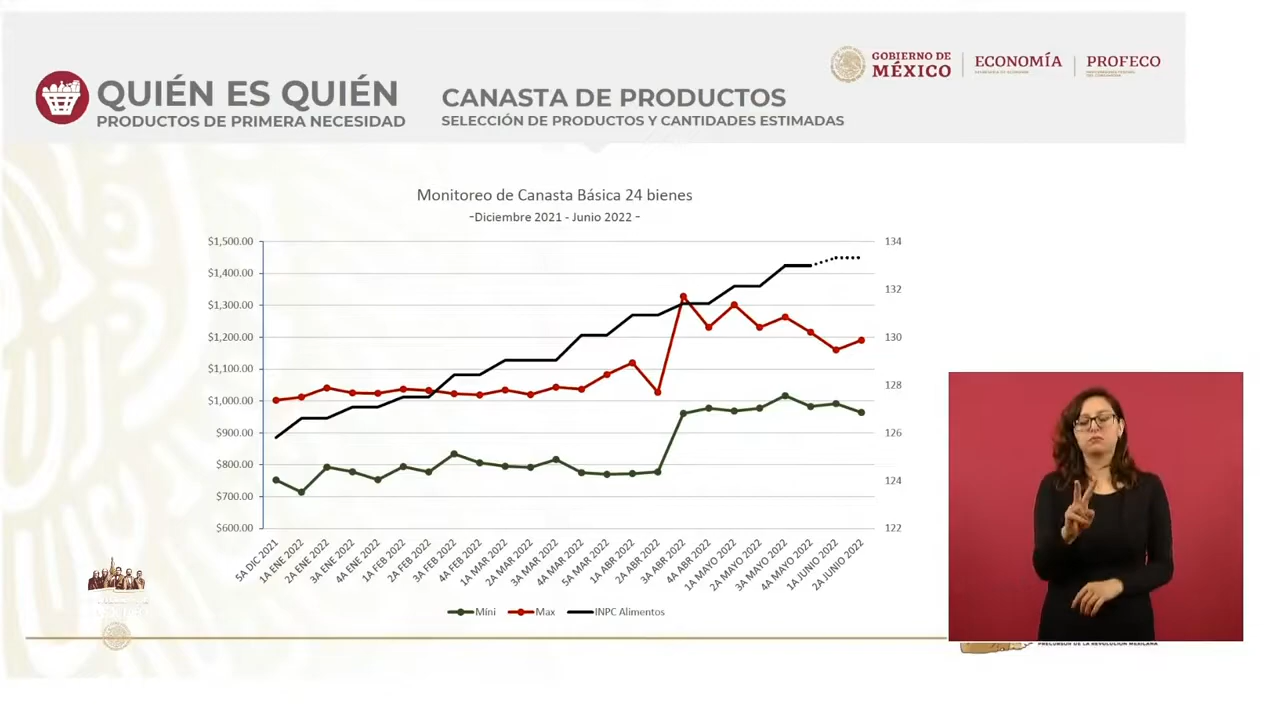 GOBIERNO DE
MÉXICO
ECONOMÍA
PROFECO
QUIÉN ES QUIÉN
PRODUCTOS DE PRIMERA NECESIDAD
CANASTA DE PRODUCTOS
SELECCIÓN DE PRODUCTOS Y CANTIDADES ESTIMADAS
Monitoreo de Canasta Básica 24 bienes
-Diciembre 2021 - Junio 2022 -
$1,500.00
$1,400.00
$1,300.00
$1,200.00
$1,100.00
$1,000.00
$900.00
$800.00
$700.00
$600.00
134
132
130
128
126
124
122
5A DIC 2021
1A ENE 2022
2A ENE 2022
3A ENE 2022
4A ENE 2022
1A FEB 2022
2A FEB 2022
3A FEB 2022
4A FEB 2022
1A MAR 2022
2A MAR 2022
3A MAR 2022
4A MAR 2022
5A MAR 2022
1A ABR 2022
2A ABR 2022
3A ABR 2022
4A ABR 2022
1A MAYO 2022
2A MAYO 2022
3A MAYO 2022
4A MAYO 2022
1A JUNIO 2022
2A JUNIO 2022
Mini
Max
INPC Alimentos
PRECURSOR DE LA REVOLUCIÓN MEXICANA